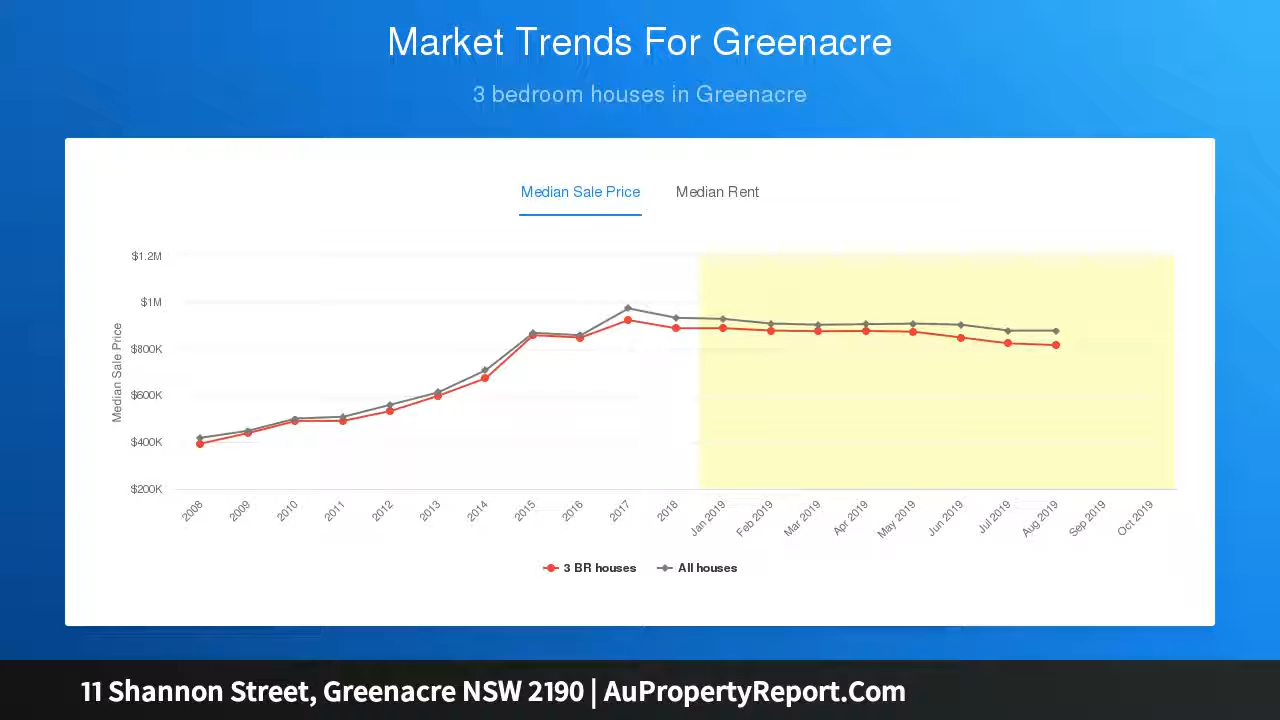 Market Trends For Greenacre
3 bedroom houses in Greenacre
Median Sale Price Median Rent
$1.2M
$1M
$800K
$600K
$400K
$200K
Median Sale Price
2008 2009 2010 2011 2012 2013 2014 2015 2016 2017 2018 Jan 2019 Feb 2019 Mar 2019 Apr 2019 May 2019 Jun 2019 Jul 2019 Aug 2019 Sep 2019 Oct 2019
3 BR houses All houses
11 Shannon Street, Greenacre NSW 2190 | AuPropertyReport.Com